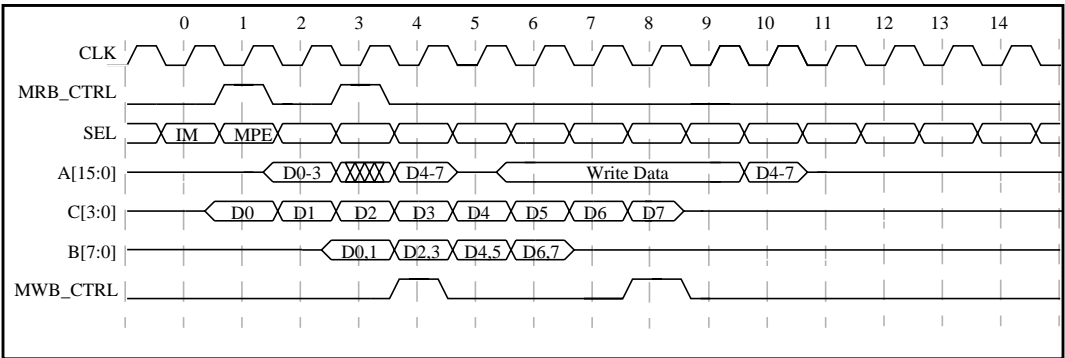 0 1 2 3 4 5 6 7 8 9 10 11 12 13 14
CLK
MRB_CTRL
SEL IM MPE
A[15:0] D0-3 D4-7 Write Data D4-7
C[3:0] D0 D1 D2 D3 D4 D5 D6 D7
B[7:0] D0,1 D2,3 D4,5 D6,7
MWB_CTRL